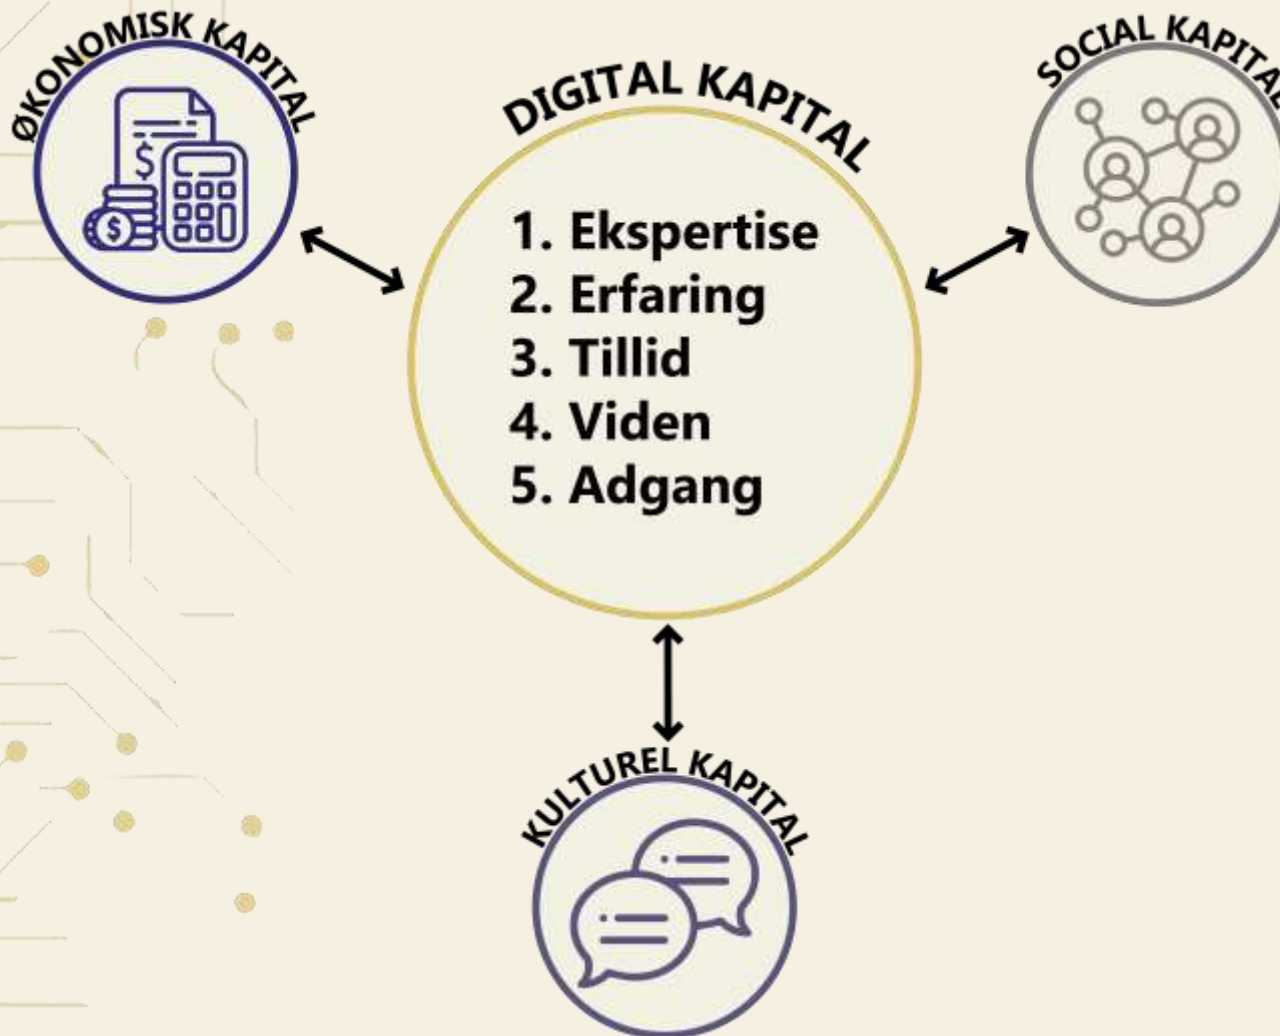 ØKONOMISK KAPITAL
DIGITAL KAPITAL
SOCIAL KAPITAL
1. Ekspertise
2. Erfaring
3. Tillid
4. Viden
5. Adgang
KULTUREL KAPITAL